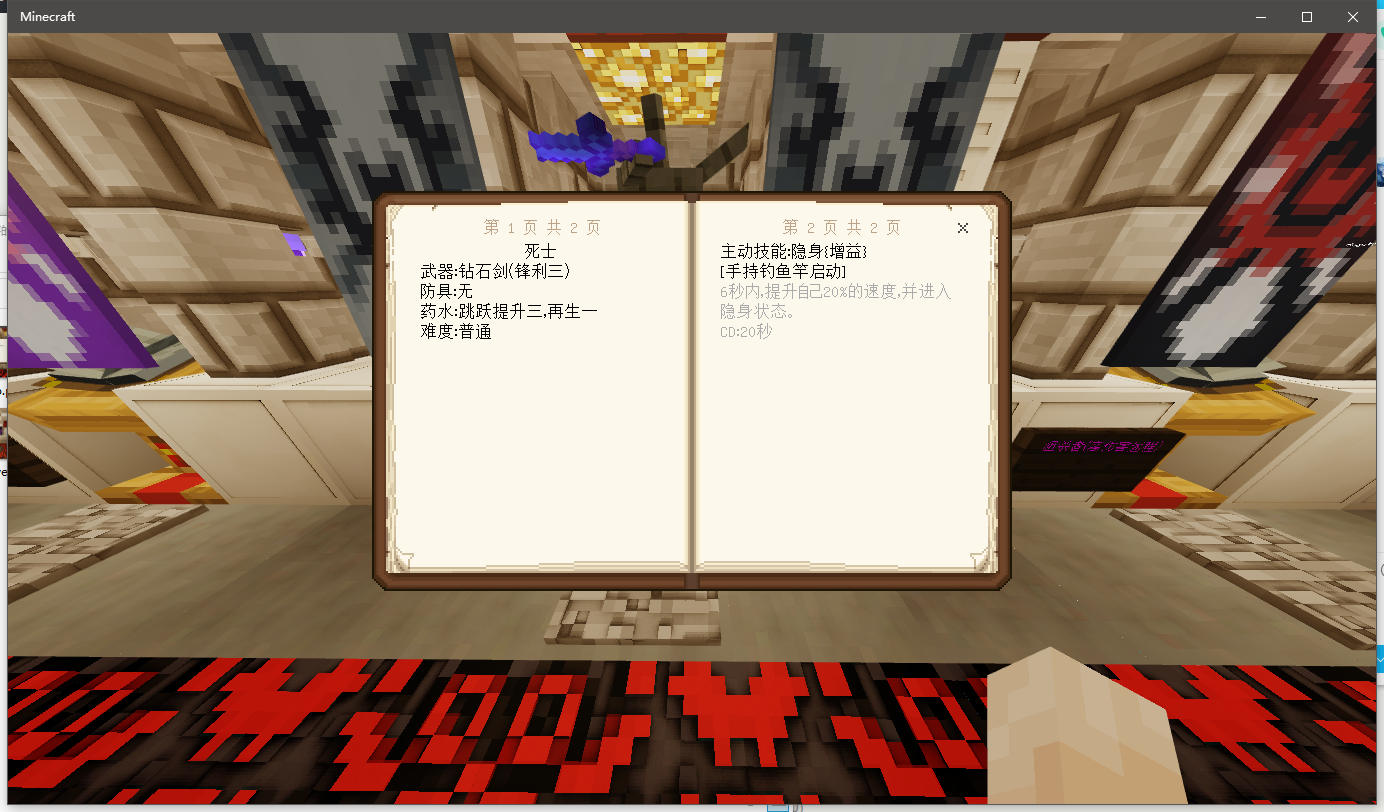 Minecraft
第 1 页 共 2 页
死士
武器:钻石剑(锋利三)
防具:无
药水:跳跃提升三,再生一
难度:普通
第 2 页 共 2 页
主动技能:隐身{增益}
[手持钓鱼竿启动]
6秒内,提升自己20%的速度,并进入
隐身状态。
CD:20秒